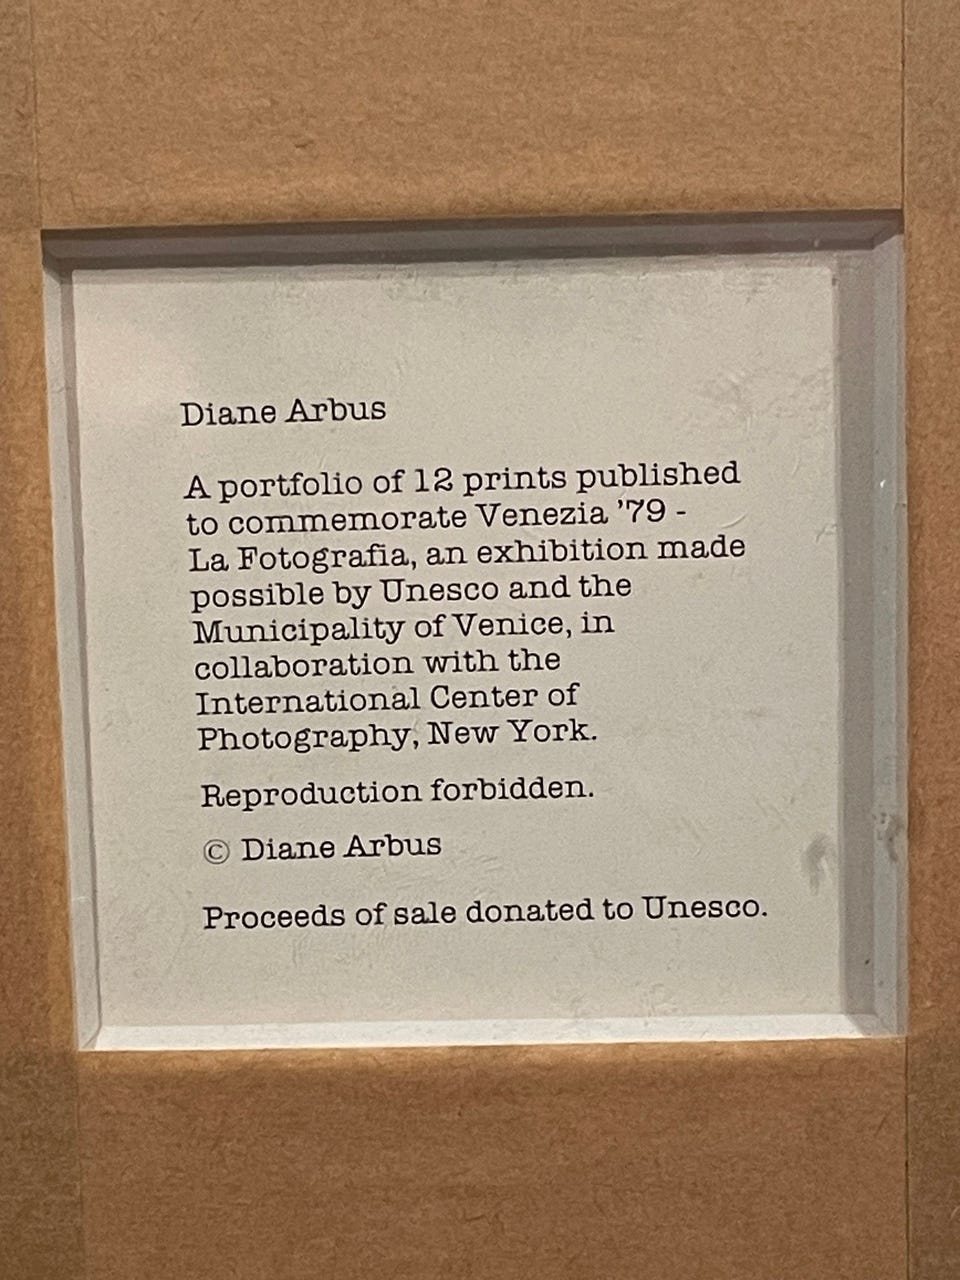 Diane Arbus
A portfolio of 12 prints published
to commemorate Venezia '79 -
La Fotografia, an exhibition made
possible by Unesco and the
Municipality of Venice, in
collaboration with the
International Center of
Photography, New York.
Reproduction forbidden.
© Diane Arbus
Proceeds of sale donated to Unesco.